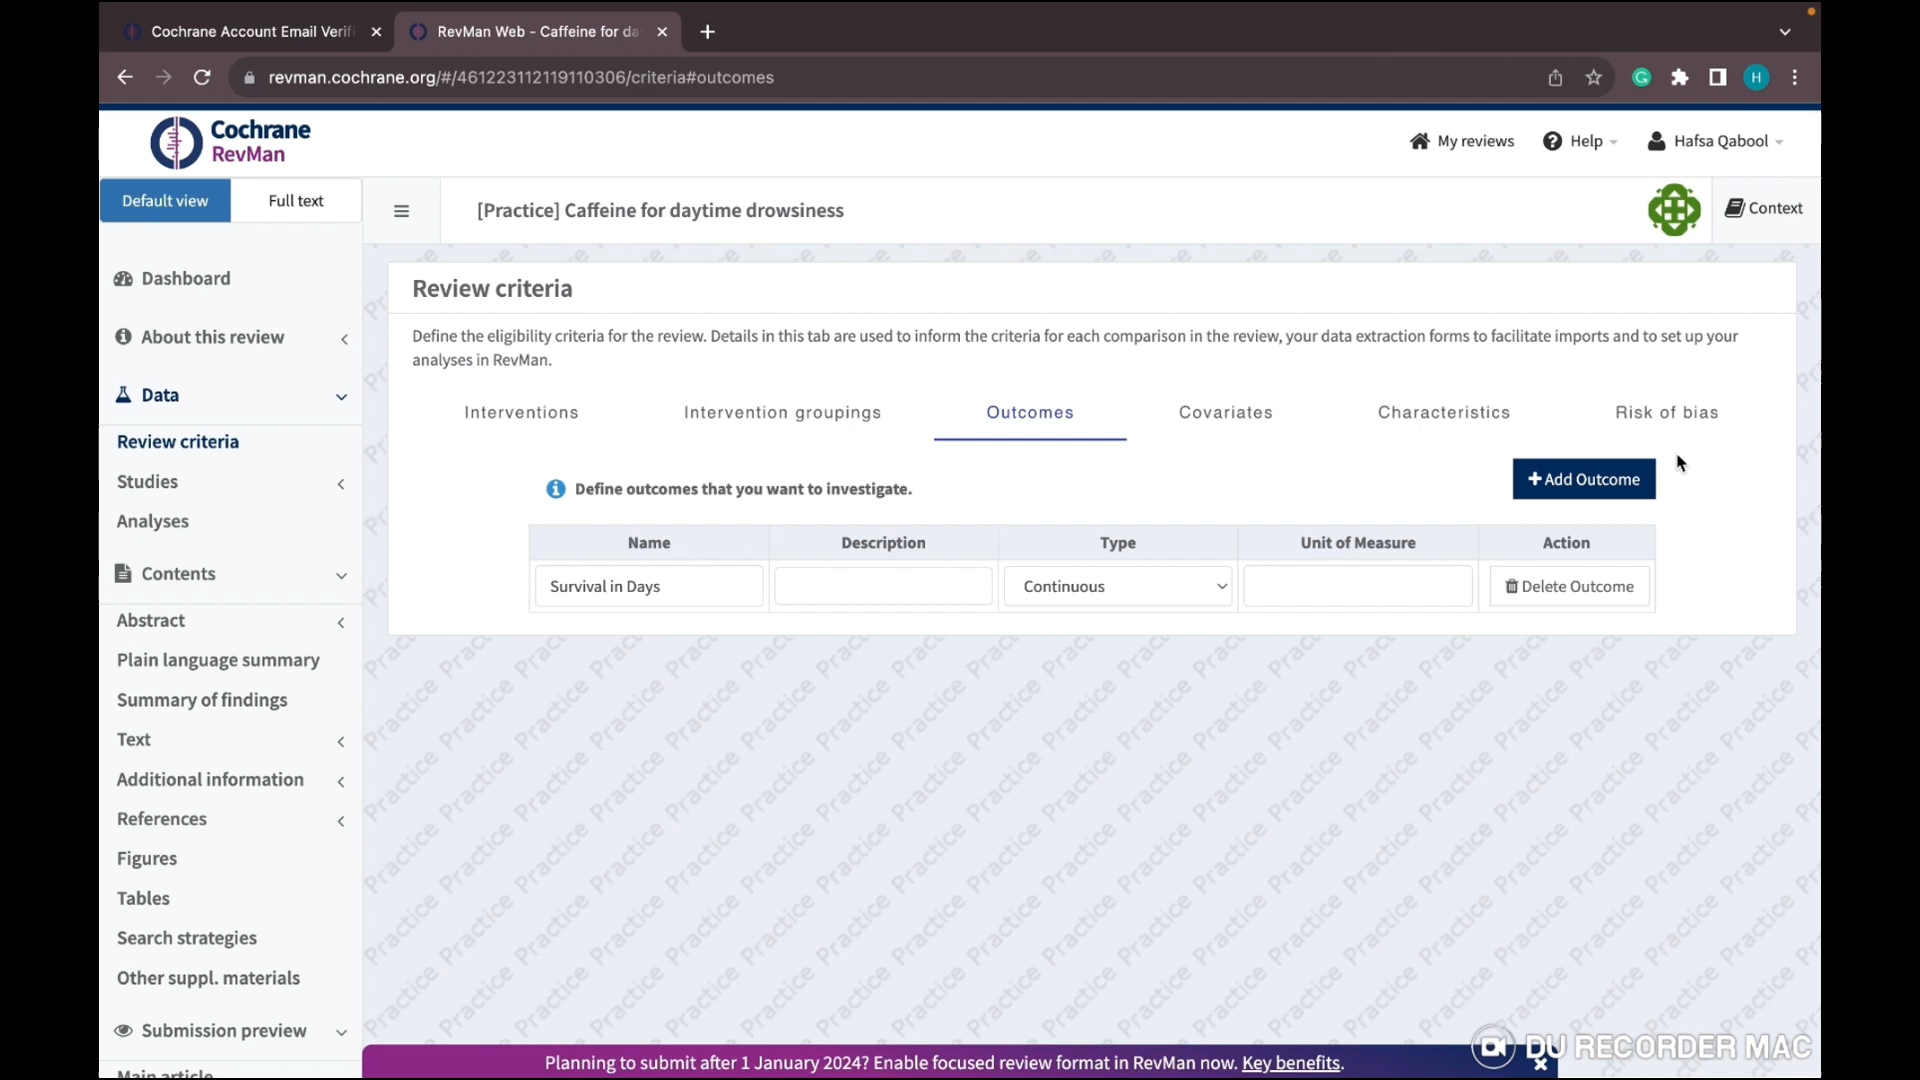 Cochrane Account Email Verifi
RevMan Web - Caffeine for da
revman.cochrane.org/#/461223112119110306/criteria#outcomes
H
Cochrane
RevMan
My reviews
Help
Hafsa Qabool
Default view
Full text
[Practice] Caffeine for daytime drowsiness
Context
Dashboard
About this review
Data
Review criteria
Studies
Analyses
Contents
Abstract
Plain language summary
Summary of findings
Text
Additional information
References
Figures
Tables
Search strategies
Other suppl. materials
Submission preview
Main article
Review criteria
Define the eligibility criteria for the review. Details in this tab are used to inform the criteria for each comparison in the review, your data extraction forms to facilitate imports and to set up your
analyses in RevMan.
Interventions
Intervention groupings
Outcomes
Covariates
Characteristics
Risk of bias
Define outcomes that you want to investigate.
+ Add Outcome
Name Description Type Unit of Measure Action
Survival in Days Continuous Delete Outcome
Practice
Planning to submit after 1 January 2024? Enable focused review format in RevMan now. Key benefits.
DU RECORDER MAC